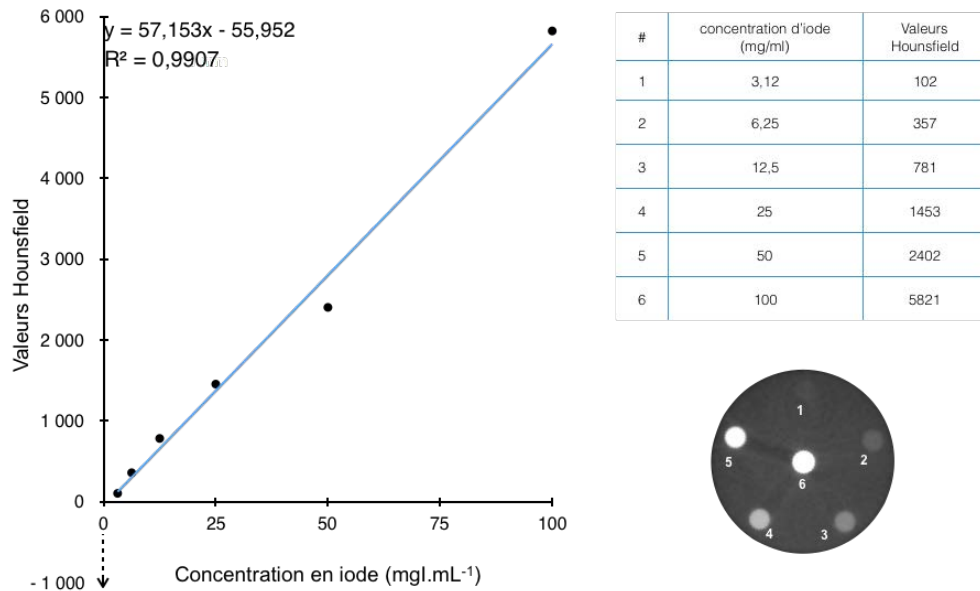 y = 57,153x - 55,952
R² = 0,9907
6 000
5 000
4 000
3 000
2 000
1 000
0
- 1 000
0 25 50 75 100
Valeurs Hounsfield
Concentration en iode (mgI.mL⁻¹)
# concentration d'iode (mg/ml) Valeurs Hounsfield
1 3,12 102
2 6,25 357
3 12,5 781
4 25 1453
5 50 2402
6 100 5821
1
5 2
6
4 3